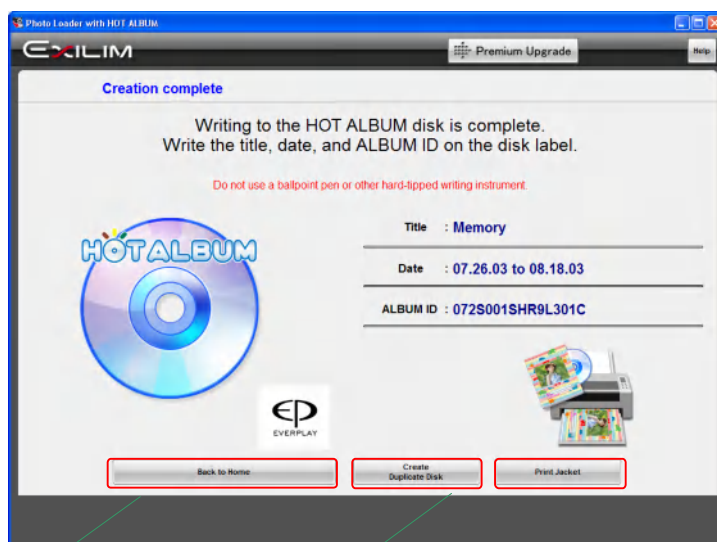 Photo Loader with HOT ALBUM
EXILIM
Premium Upgrade
Help
Creation complete
Writing to the HOT ALBUM disk is complete.
Write the title, date, and ALBUM ID on the disk label.
Do not use a ballpoint pen or other hard-tipped writing instrument.
HOTALBUM
Title : Memory
Date : 07.26.03 to 08.18.03
ALBUM ID : 072S001SHR9L301C
EP
EVERPLAY
Back to Home
Create
Duplicate Disk
Print Jacket